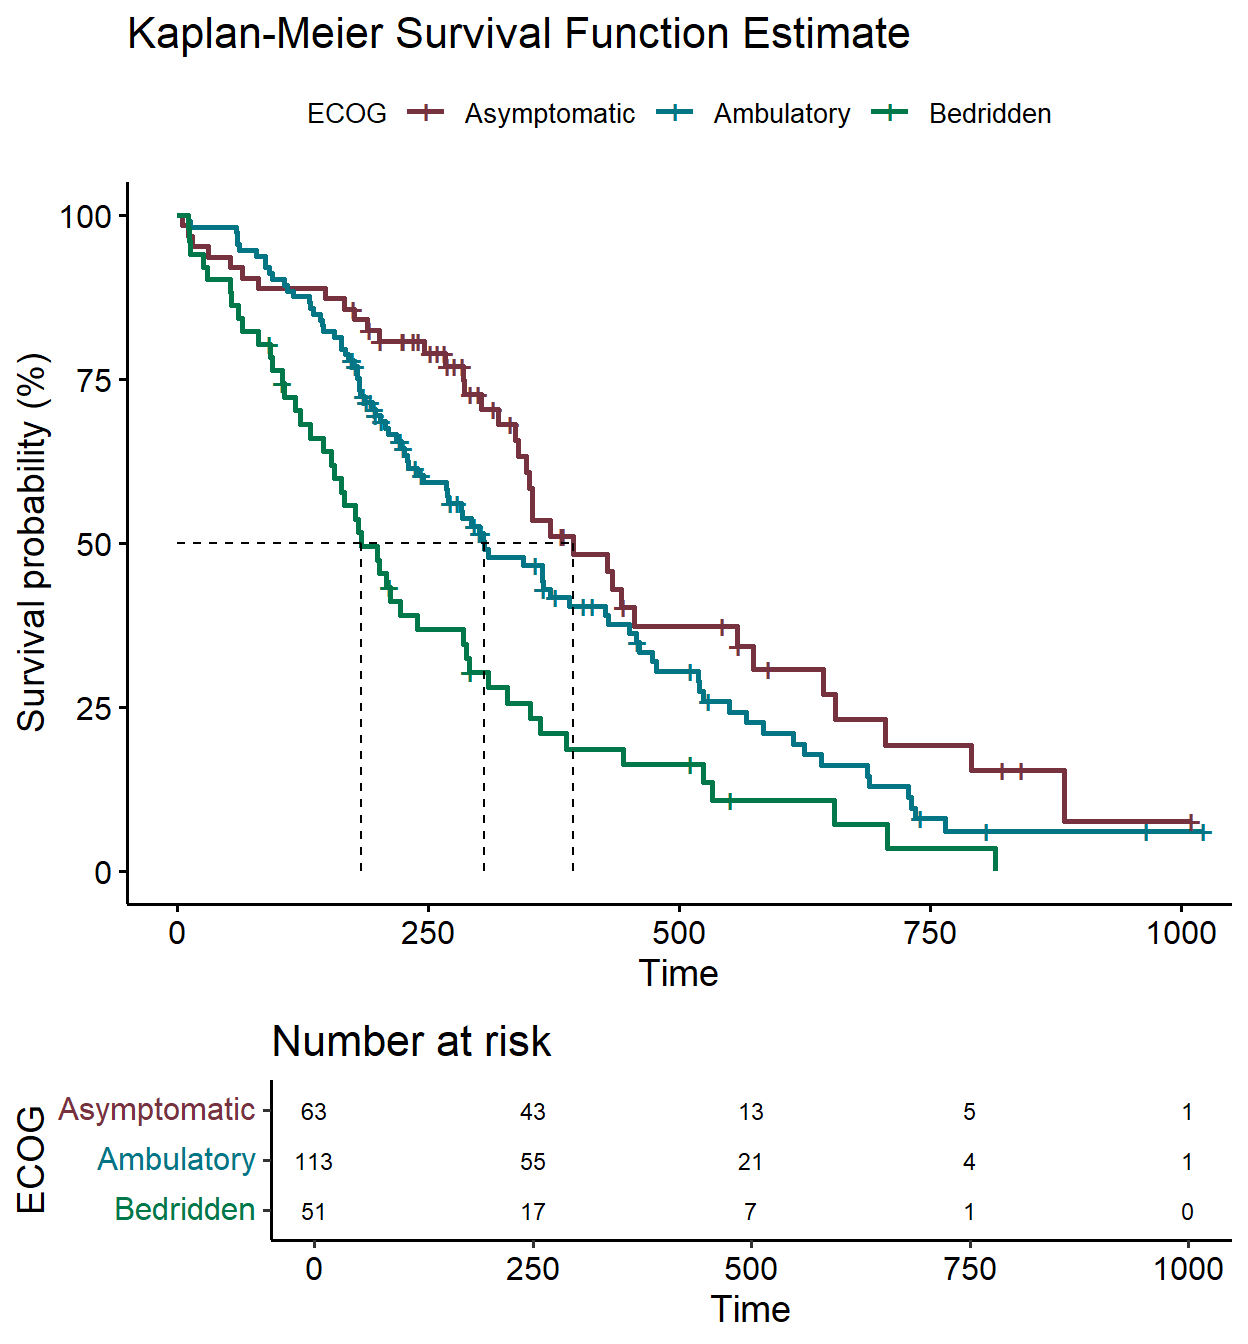 Kaplan-Meier Survival Function Estimate
ECOG Asymptomatic Ambulatory Bedridden
Survival probability (%)
100
75
50
25
0
0 250 500 750 1000
Time
Number at risk
ECOG
Asymptomatic 63 43 13 5 1
Ambulatory 113 55 21 4 1
Bedridden 51 17 7 1 0
0 250 500 750 1000
Time